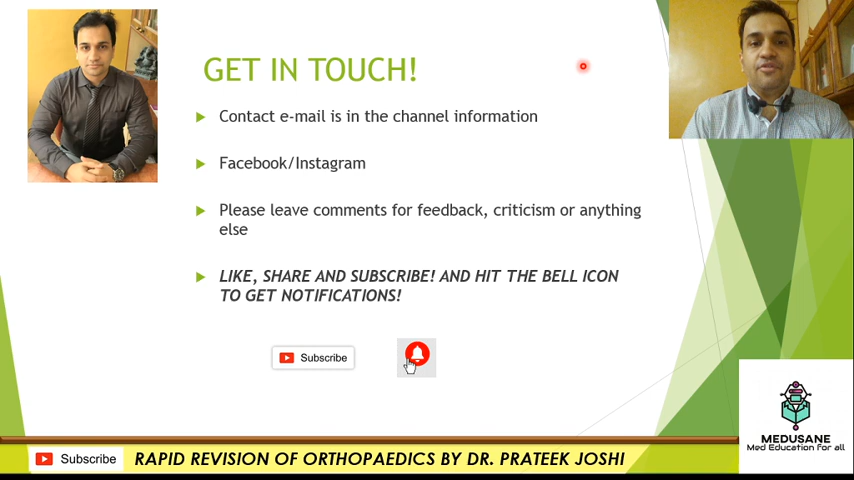 GET IN TOUCH!
Contact e-mail is in the channel information
Facebook/Instagram
Please leave comments for feedback, criticism or anything
else
LIKE, SHARE AND SUBSCRIBE! AND HIT THE BELL ICON
TO GET NOTIFICATIONS!
Subscribe
MEDUSANE
Med Education For all
Subscribe
RAPID REVISION OF ORTHOPAEDICS BY DR. PRATEEK JOSHI